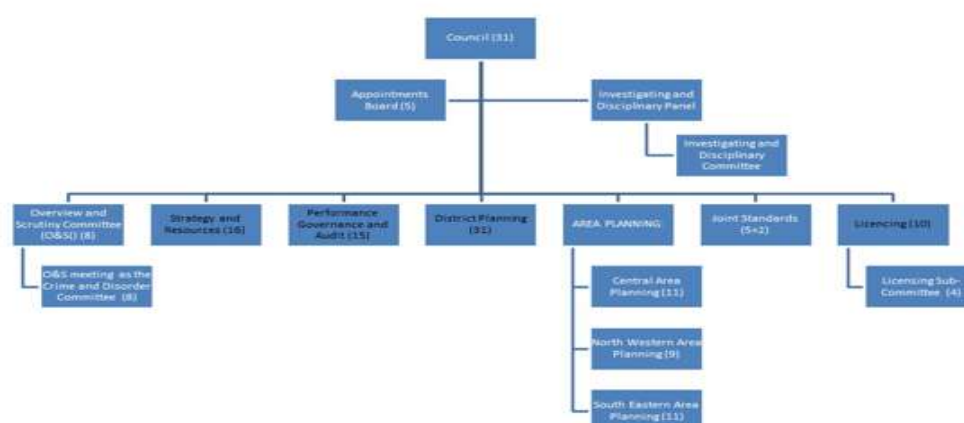 Council (31)
Appointments
Board (5)
Investigating and
Disciplinary Panel
Investigating and
Disciplinary
Committee
Overview and
Scrutiny Committee
(O&S)) (8)
Strategy and
Resources (16)
Performance
Governance and
Audit (15)
District Planning
(31)
AREA PLANNING
Joint Standards
(5+2)
Licencing (10)
O&S meeting as the
Crime and Disorder
Committee (8)
Central Area
Planning (11)
Licensing Sub-
Committee (4)
North Western Area
Planning (9)
South Eastern Area
Planning (11)